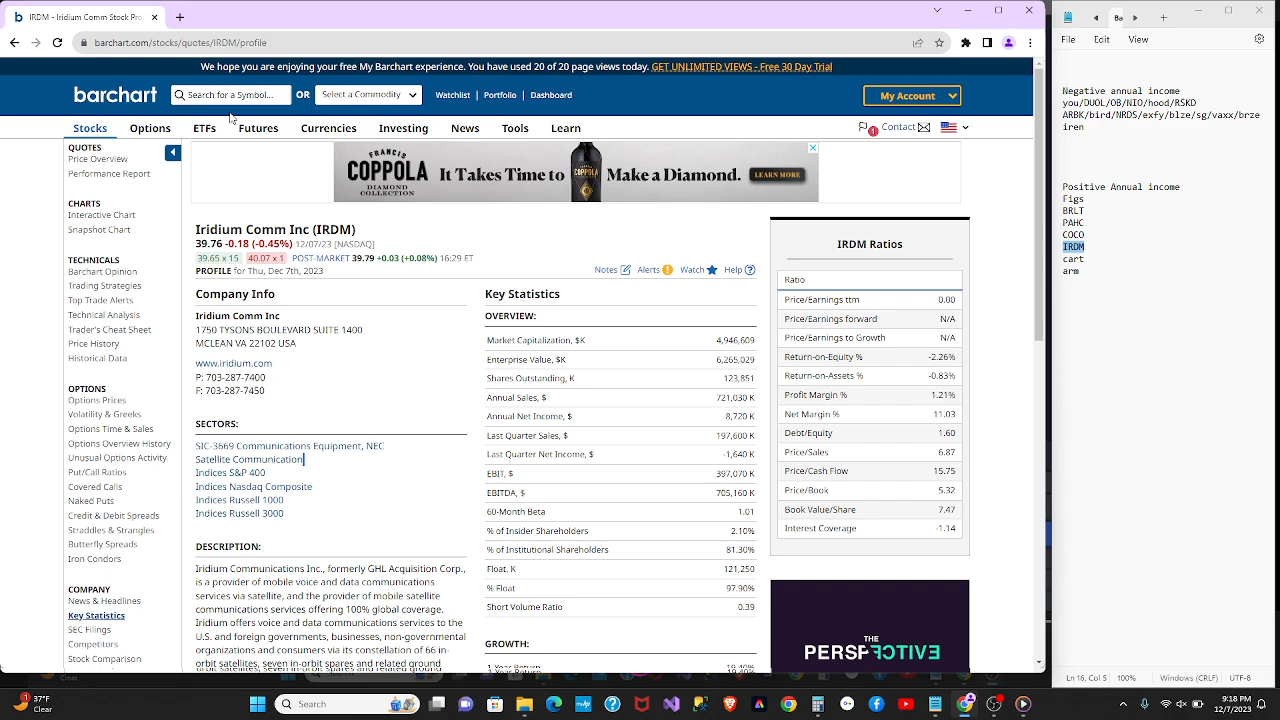 IRDM - Iridium Comm Stock Pro
barchart.com/stocks/quotes/IRDM/profile
We hope you are enjoying your free My Barchart experience. You have used 20 of 20 page views today. GET UNLIMITED VIEWS - Free 30 Day Trial
barchart
Search for a Symbol...
OR
Select a Commodity
Watchlist
Portfolio
Dashboard
My Account
Stocks
Options
ETFs
Futures
Currencies
Investing
News
Tools
Learn
Contact
QUOTES
Price Overview
Performance Report
CHARTS
Interactive Chart
Snapshot Chart
TECHNICALS
Barchart Opinion
Trading Strategies
Top Trade Alerts
Technical Analysis
Trader's Cheat Sheet
Price History
Historical Data
OPTIONS
Options Prices
Volatility & Greeks
Options Time & Sales
Options Overview History
Unusual Options Activity
Put/Call Ratios
Covered Calls
Naked Puts
Credit & Debit Spreads
Straddles & Strangles
Butterfly Spreads
Iron Condors
COMPANY
News & Headlines
Key Statistics
SEC Filings
Competitors
Stock Comparison
FRANCIS
COPPOLA
DIAMOND
COLLECTION
It Takes Time to Make a Diamond.
LEARN MORE
Iridium Comm Inc (IRDM)
39.76 -0.18 (-0.45%) 12/07/23 [NASDAQ]
39.65 x 15 40.07 x 1 POST-MARKET 39.79 +0.03 (+0.08%) 16:29 ET
PROFILE for Thu, Dec 7th, 2023
Notes
Alerts
Watch
Help
Company Info
Iridium Comm Inc
1750 TYSONS BOULEVARD SUITE 1400
MCLEAN VA 22102 USA
www.iridium.com
P: 703-287-7400
F: 703-287-7450
SECTORS:
SIC-3669 Communications Equipment, NEC
Satellite Communication
Indices S&P 400
Indices Nasdaq Composite
Indices Russell 1000
Indices Russell 3000
DESCRIPTION:
Iridium Communications Inc., formerly GHL Acquisition Corp.,
is a provider of mobile voice and data communications
services via satellite, and the provider of mobile satellite
communications services offering 100% global coverage.
Iridium offers voice and data communications services to the
U.S. and foreign governments, businesses, non-governmental
organizations and consumers via its constellation of 66 in-
orbit satellites, seven in-orbit spares and related ground
Key Statistics
OVERVIEW:
Market Capitalization, $K 4,946,609
Enterprise Value, $K 6,265,029
Shares Outstanding, K 123,851
Annual Sales, $ 721,030 K
Annual Net Income, $ 8,720 K
Last Quarter Sales, $ 197,600 K
Last Quarter Net Income, $ -1,640 K
EBIT, $ 397,070 K
EBITDA, $ 705,160 K
60-Month Beta 1.01
% of Insider Shareholders 2.10%
% of Institutional Shareholders 81.30%
Float, K 121,250
% Float 97.90%
Short Volume Ratio 0.39
GROWTH:
1-Year Return
IRDM Ratios
Ratio
Price/Earnings ttm 0.00
Price/Earnings forward N/A
Price/Earnings to Growth N/A
Return-on-Equity % -2.26%
Return-on-Assets % -0.83%
Profit Margin % 1.21%
Net Margin % 11.03
Debt/Equity 1.60
Price/Sales 6.87
Price/Cash Flow 15.75
Price/Book 5.32
Book Value/Share 7.47
Interest Coverage -1.14
THE
Ba
File
Edit
View
Negative annual income
you/DUOL/OB/NIO/hood/RSKD
ARBK/bird/NRDS/exfy/blze/sg/vaxx/brze
iren
Positive Annual income
Figs
BRLT
PAHC
COCO
IRDM
cart
arm
Ln 16, Col 5
100%
Windows (CRLF)
UTF-8
37°F
Clear
Search
9:18 PM
12/7/2023